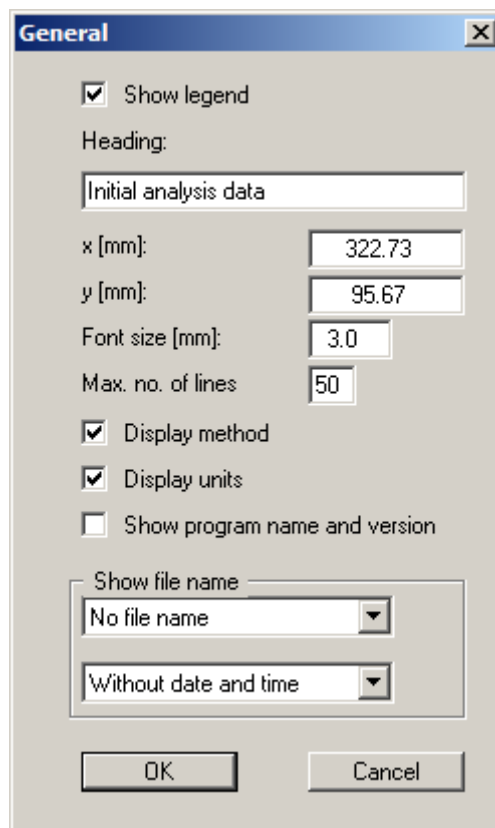 General
Show legend
Heading:
Initial analysis data
x [mm]: 322.73
y [mm]: 95.67
Font size [mm]: 3.0
Max. no. of lines 50
Display method
Display units
Show program name and version
Show file name
No file name
Without date and time
OK Cancel